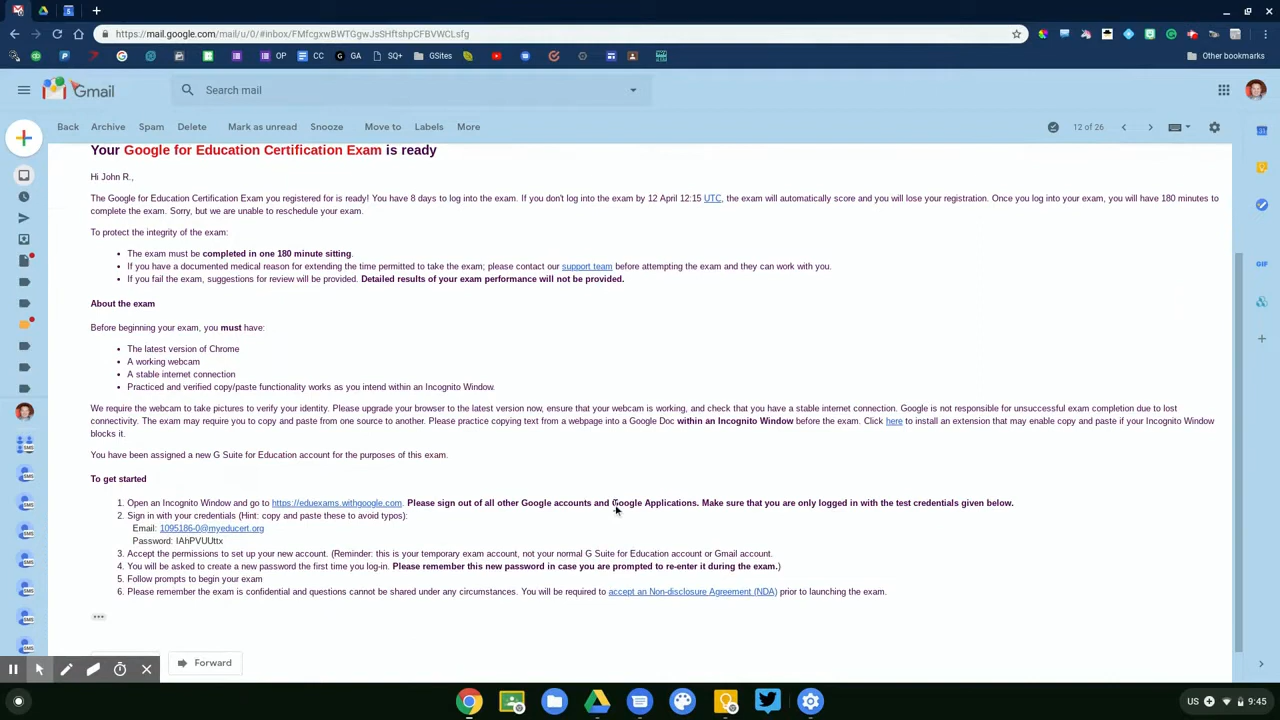 https://mail.google.com/mail/u/0/#inbox/FMfcgxwBWTGgwJsSHftshpCFBVWCLsfg
OP CC GA SQ+ GSites Other bookmarks
Gmail Search mail
Back Archive Spam Delete Mark as unread Snooze Move to Labels More 12 of 26
Your Google for Education Certification Exam is ready
Hi John R.,
The Google for Education Certification Exam you registered for is ready! You have 8 days to log into the exam. If you don't log into the exam by 12 April 12:15 UTC, the exam will automatically score and you will lose your registration. Once you log into your exam, you will have 180 minutes to
complete the exam. Sorry, but we are unable to reschedule your exam.
To protect the integrity of the exam:
• The exam must be completed in one 180 minute sitting.
• If you have a documented medical reason for extending the time permitted to take the exam; please contact our support team before attempting the exam and they can work with you.
• If you fail the exam, suggestions for review will be provided. Detailed results of your exam performance will not be provided.
About the exam
Before beginning your exam, you must have:
• The latest version of Chrome
• A working webcam
• A stable internet connection
• Practiced and verified copy/paste functionality works as you intend within an Incognito Window.
We require the webcam to take pictures to verify your identity. Please upgrade your browser to the latest version now, ensure that your webcam is working, and check that you have a stable internet connection. Google is not responsible for unsuccessful exam completion due to lost
connectivity. The exam may require you to copy and paste from one source to another. Please practice copying text from a webpage into a Google Doc within an Incognito Window before the exam. Click here to install an extension that may enable copy and paste if your Incognito Window
blocks it.
You have been assigned a new G Suite for Education account for the purposes of this exam.
To get started
1. Open an Incognito Window and go to https://eduexams.withgoogle.com. Please sign out of all other Google accounts and Google Applications. Make sure that you are only logged in with the test credentials given below.
2. Sign in with your credentials (Hint: copy and paste these to avoid typos):
Email: 1095186-0@myeducert.org
Password: IAhPVUUttx
3. Accept the permissions to set up your new account. (Reminder: this is your temporary exam account, not your normal G Suite for Education account or Gmail account.
4. You will be asked to create a new password the first time you log-in. Please remember this new password in case you are prompted to re-enter it during the exam.)
5. Follow prompts to begin your exam
6. Please remember the exam is confidential and questions cannot be shared under any circumstances. You will be required to accept an Non-disclosure Agreement (NDA) prior to launching the exam.
Forward
GIF
SMS
SMS
SMS
SMS
SMS
SMS
SMS
US 9:45